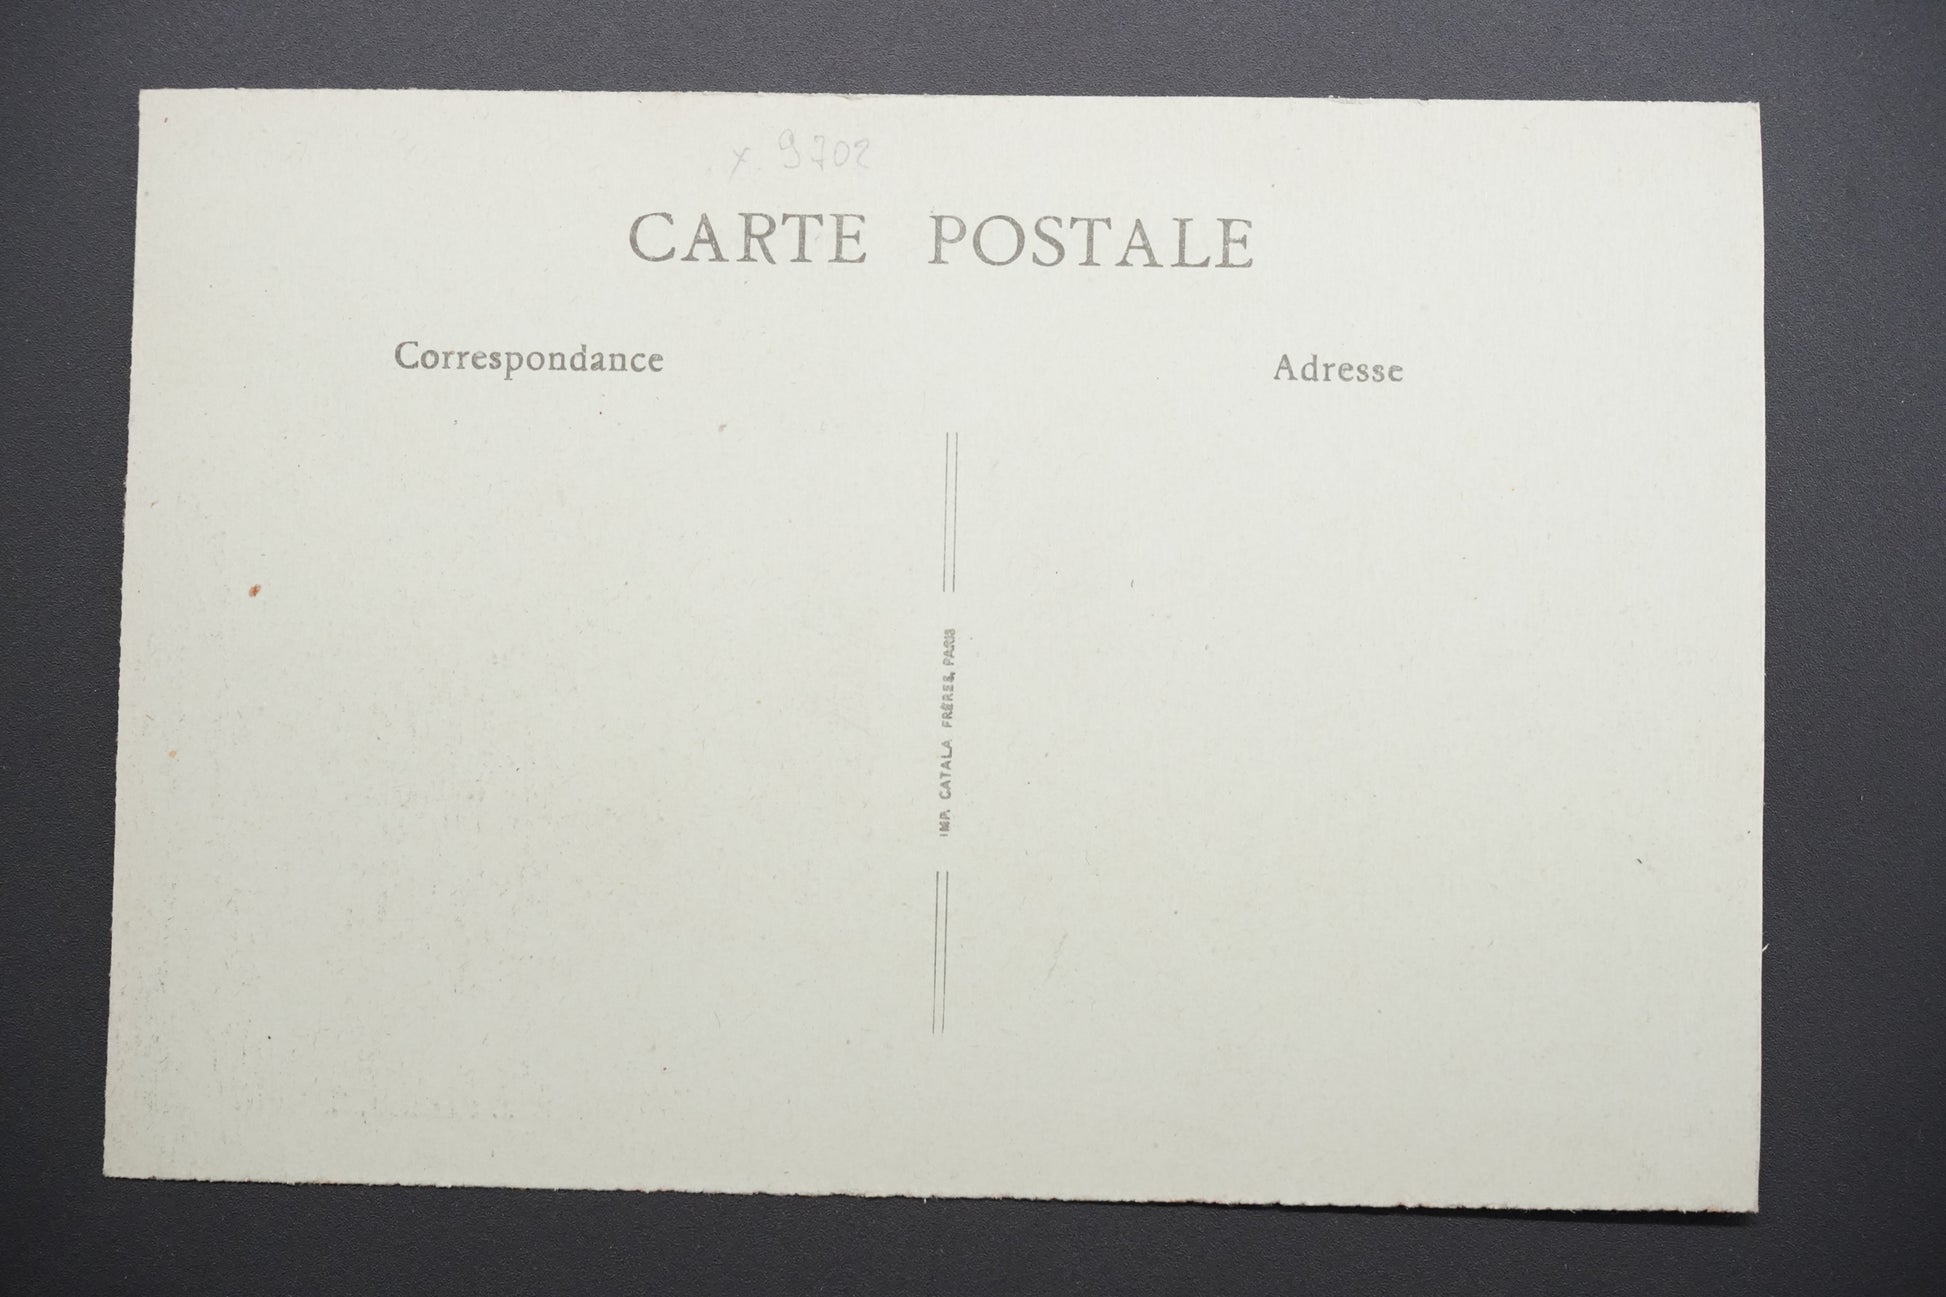 x. 9702
CARTE POSTALE
Correspondance
Adresse
IMP. CATALA FRÈRES, PARIS